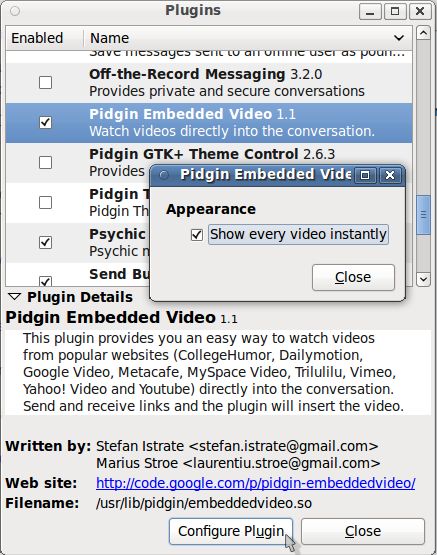 Plugins
Enabled Name
Save messages sent to an offline user as poun...
Off-the-Record Messaging 3.2.0
Provides private and secure conversations
Pidgin Embedded Video 1.1
Watch videos directly into the conversation.
Pidgin GTK+ Theme Control 2.6.3
Provides
Pidgin T
Pidgin Th
Psychic
Psychic m
Send Bu
Pidgin Embedded Vide
Appearance
Show every video instantly
Close
Plugin Details
Pidgin Embedded Video 1.1
This plugin provides you an easy way to watch videos
from popular websites (CollegeHumor, Dailymotion,
Google Video, Metacafe, MySpace Video, Trilulilu, Vimeo,
Yahoo! Video and Youtube) directly into the conversation.
Send and receive links and the plugin will insert the video.
Written by: Stefan Istrate <stefan.istrate@gmail.com>
Marius Stroe <laurentiu.stroe@gmail.com>
Web site: http://code.google.com/p/pidgin-embeddedvideo/
Filename: /usr/lib/pidgin/embeddedvideo.so
Configure Plugin Close